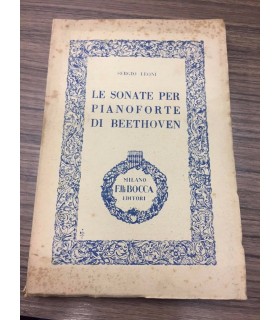 SERGIO LEONI
LE SONATE PER
PIANOFORTE
DI BEETHOVEN
MILANO
F.LLI BOCCA
EDITORI